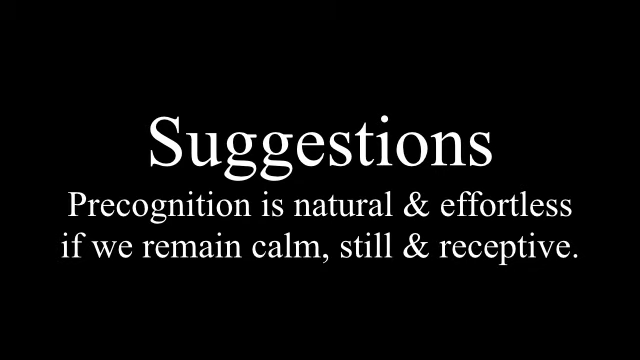 Suggestions
Precognition is natural & effortless
if we remain calm, still & receptive.